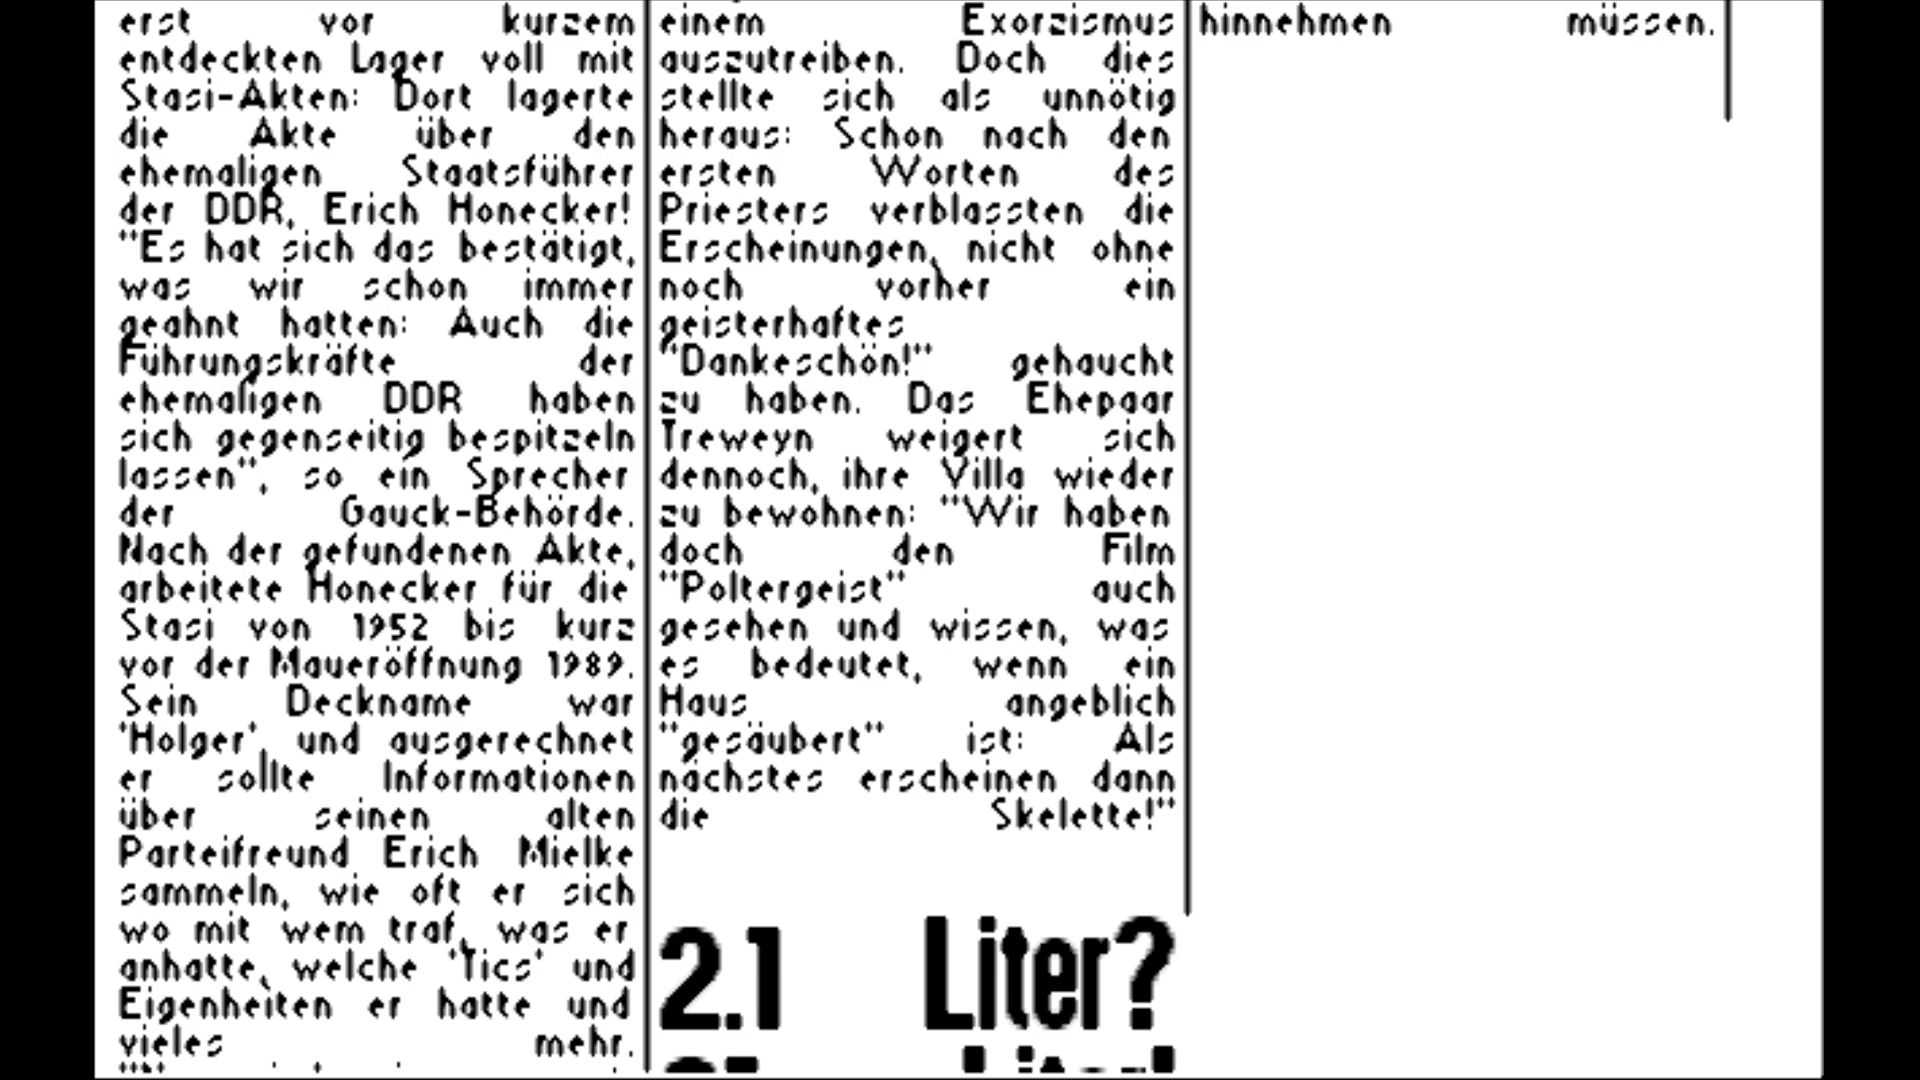 erst vor kurzem
entdeckten Lager voll mit
Stasi-Akten: Dort lagerte
die Akte über den
ehemaligen Staatsführer
der DDR, Erich Honecker!
"Es hat sich das bestätigt,
was wir schon immer
geahnt hatten: Auch die
Führungskräfte der
ehemaligen DDR haben
sich gegenseitig bespitzeln
lassen", so ein Sprecher
der Gauck-Behörde.
Nach der gefundenen Akte,
arbeitete Honecker für die
Stasi von 1952 bis kurz
vor der Maueröffnung 1989.
Sein Deckname war
'Holger', und ausgerechnet
er sollte Informationen
über seinen alten
Parteifreund Erich Mielke
sammeln, wie oft er sich
wo mit wem traf, was er
anhatte, welche 'Tics' und
Eigenheiten er hatte und
vieles mehr.
einem Exorzismus
auszutreiben. Doch dies
stellte sich als unnötig
heraus: Schon nach den
ersten Worten des
Priesters verblassten die
Erscheinungen, nicht ohne
noch vorher ein
geisterhaftes
"Dankeschön!" gehaucht
zu haben. Das Ehepaar
Treweyn weigert sich
dennoch, ihre Villa wieder
zu bewohnen: "Wir haben
doch den Film
"Poltergeist" auch
gesehen und wissen, was
es bedeutet, wenn ein
Haus angeblich
"gesäubert" ist: Als
nächstes erscheinen dann
die Skelette!"
2.1 Liter?
hinnehmen müssen.